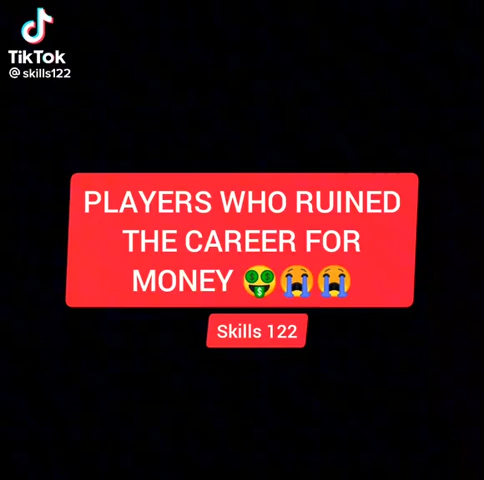 TikTok
@skills122
PLAYERS WHO RUINED
THE CAREER FOR
MONEY 🤑😭😭
Skills 122